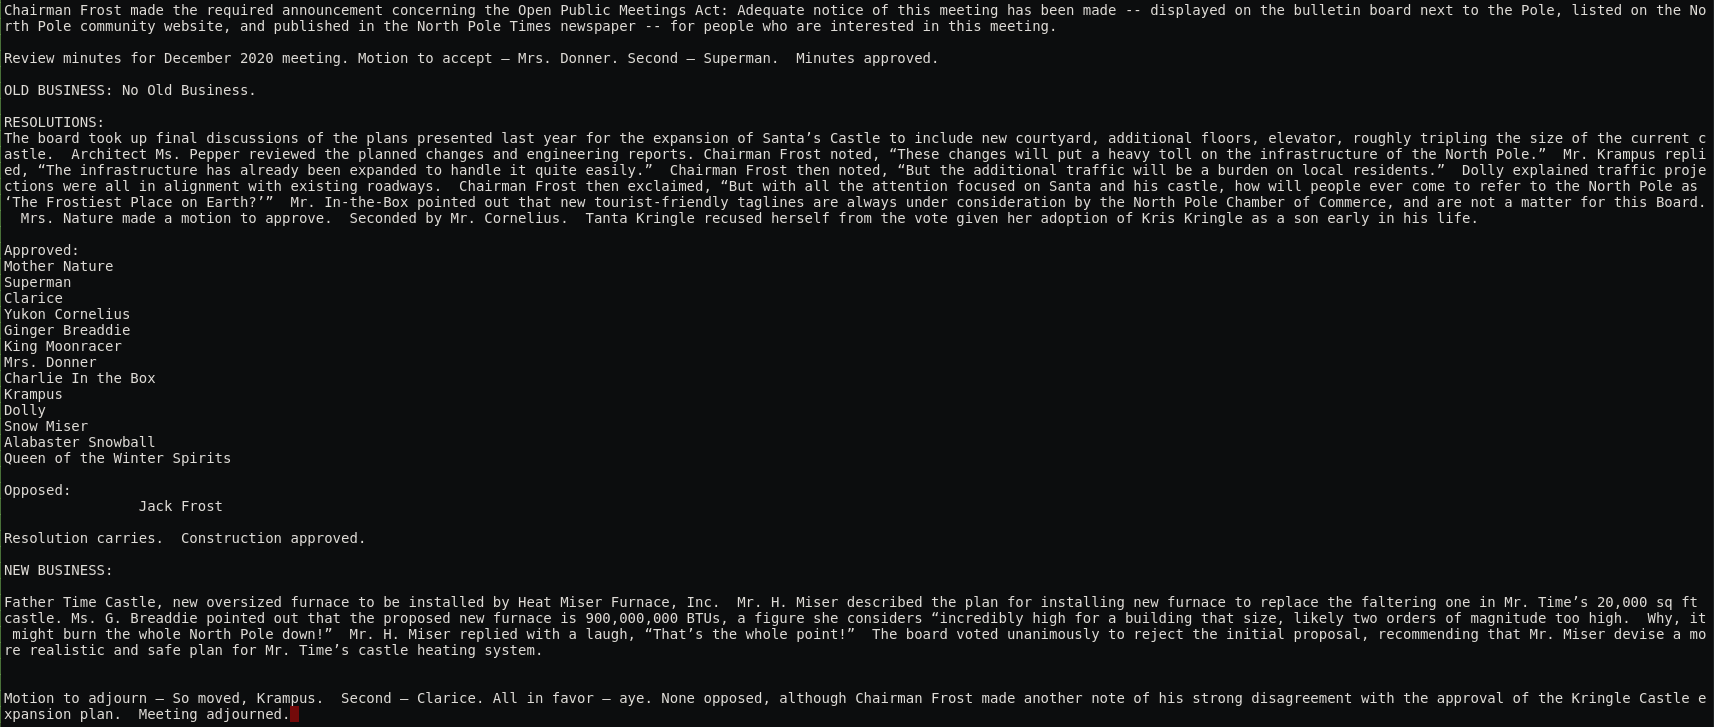 Chairman Frost made the required announcement concerning the Open Public Meetings Act: Adequate notice of this meeting has been made -- displayed on the bulletin board next to the Pole, listed on the No
rth Pole community website, and published in the North Pole Times newspaper -- for people who are interested in this meeting.
Review minutes for December 2020 meeting. Motion to accept – Mrs. Donner. Second – Superman.  Minutes approved.
OLD BUSINESS: No Old Business.
RESOLUTIONS:
The board took up final discussions of the plans presented last year for the expansion of Santa’s Castle to include new courtyard, additional floors, elevator, roughly tripling the size of the current c
astle.  Architect Ms. Pepper reviewed the planned changes and engineering reports. Chairman Frost noted, “These changes will put a heavy toll on the infrastructure of the North Pole.”  Mr. Krampus repli
ed, “The infrastructure has already been expanded to handle it quite easily.”  Chairman Frost then noted, “But the additional traffic will be a burden on local residents.”  Dolly explained traffic proje
ctions were all in alignment with existing roadways.  Chairman Frost then exclaimed, “But with all the attention focused on Santa and his castle, how will people ever come to refer to the North Pole as
‘The Frostiest Place on Earth?’”  Mr. In-the-Box pointed out that new tourist-friendly taglines are always under consideration by the North Pole Chamber of Commerce, and are not a matter for this Board.
  Mrs. Nature made a motion to approve.  Seconded by Mr. Cornelius.  Tanta Kringle recused herself from the vote given her adoption of Kris Kringle as a son early in his life.
Approved:
Mother Nature
Superman
Clarice
Yukon Cornelius
Ginger Breaddie
King Moonracer
Mrs. Donner
Charlie In the Box
Krampus
Dolly
Snow Miser
Alabaster Snowball
Queen of the Winter Spirits
Opposed:
                Jack Frost
Resolution carries.  Construction approved.
NEW BUSINESS:
Father Time Castle, new oversized furnace to be installed by Heat Miser Furnace, Inc.  Mr. H. Miser described the plan for installing new furnace to replace the faltering one in Mr. Time’s 20,000 sq ft
castle. Ms. G. Breaddie pointed out that the proposed new furnace is 900,000,000 BTUs, a figure she considers “incredibly high for a building that size, likely two orders of magnitude too high.  Why, it
 might burn the whole North Pole down!”  Mr. H. Miser replied with a laugh, “That’s the whole point!”  The board voted unanimously to reject the initial proposal, recommending that Mr. Miser devise a mo
re realistic and safe plan for Mr. Time’s castle heating system.
Motion to adjourn – So moved, Krampus.  Second – Clarice. All in favor – aye. None opposed, although Chairman Frost made another note of his strong disagreement with the approval of the Kringle Castle e
xpansion plan.  Meeting adjourned.